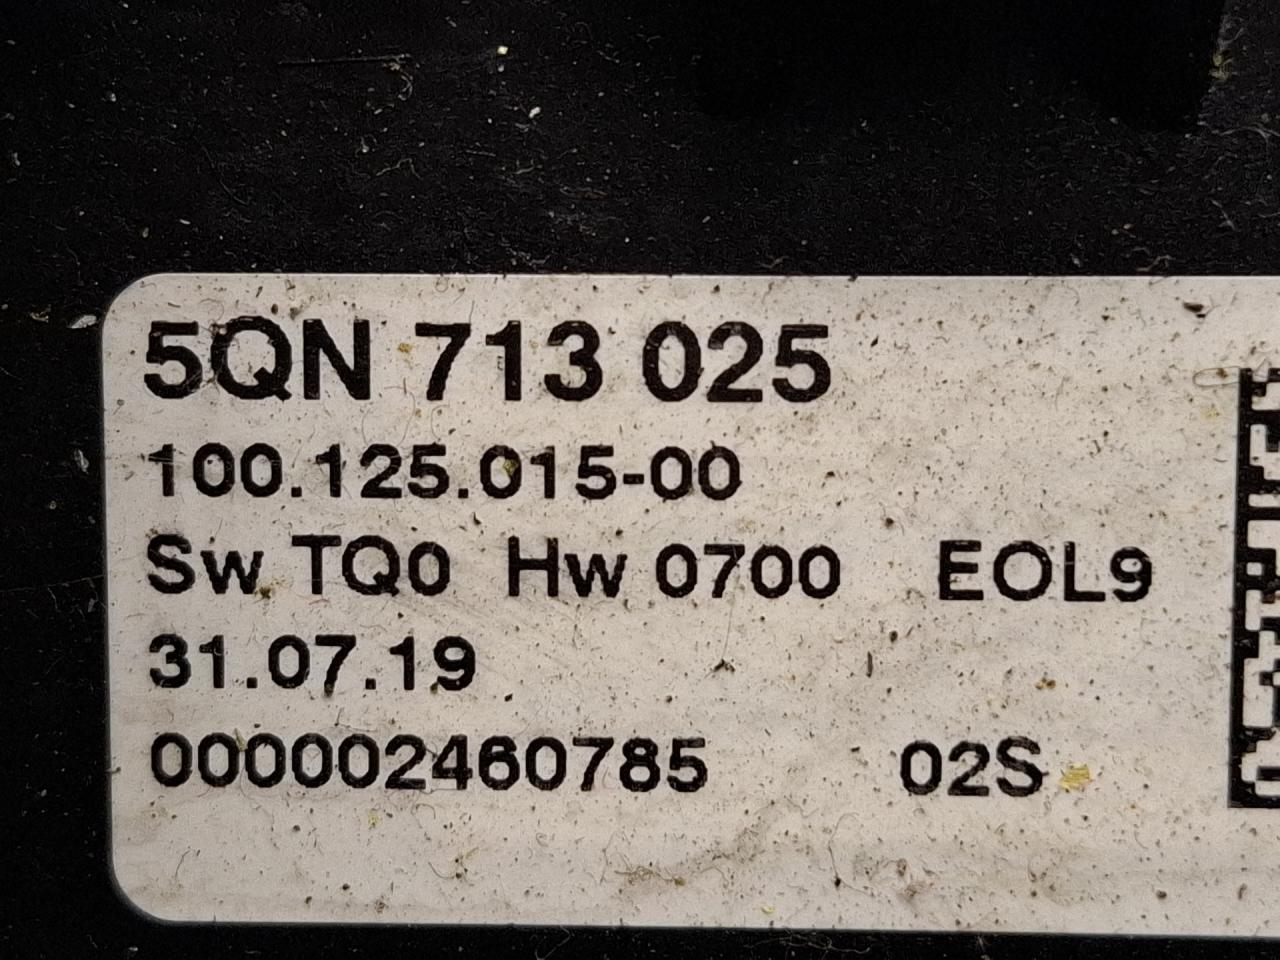 5QN 713 025
100.125.015-00
Sw TQ0 Hw 0700 EOL9
31.07.19
000002460785 02S